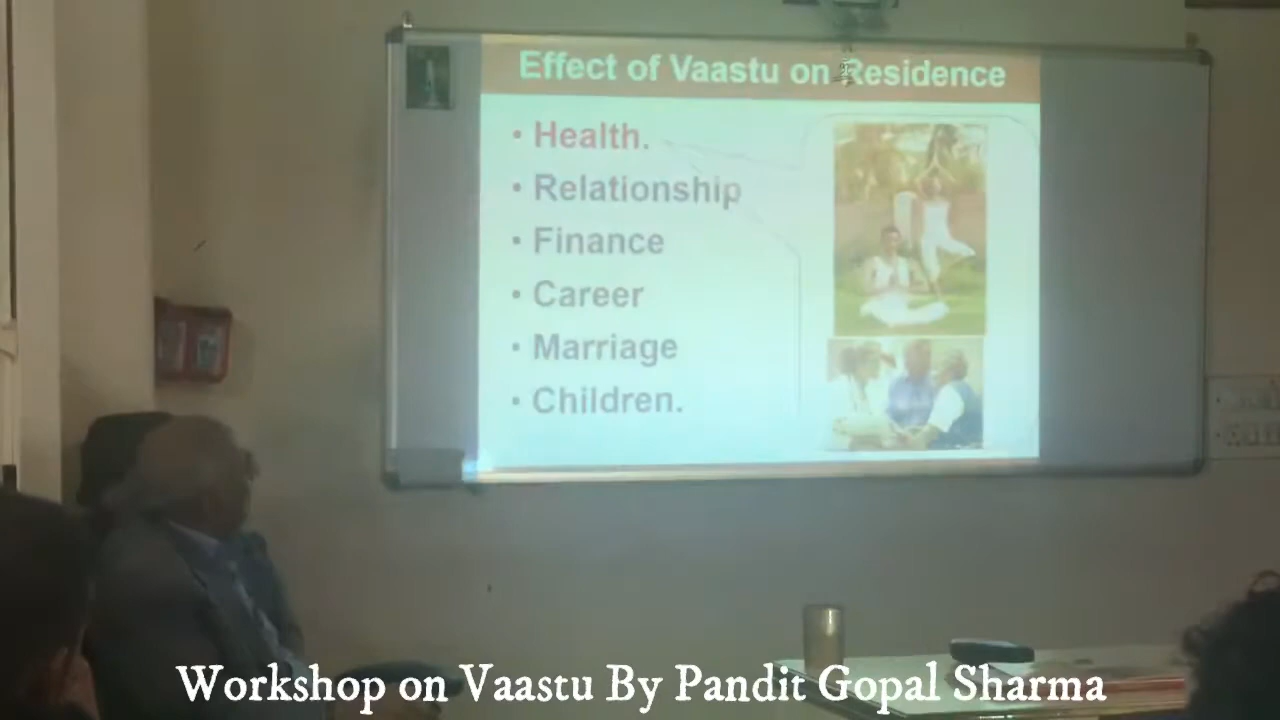 Effect of Vaastu on Residence
• Health.
• Relationship
• Finance
• Career
• Marriage
• Children.
Workshop on Vaastu By Pandit Gopal Sharma